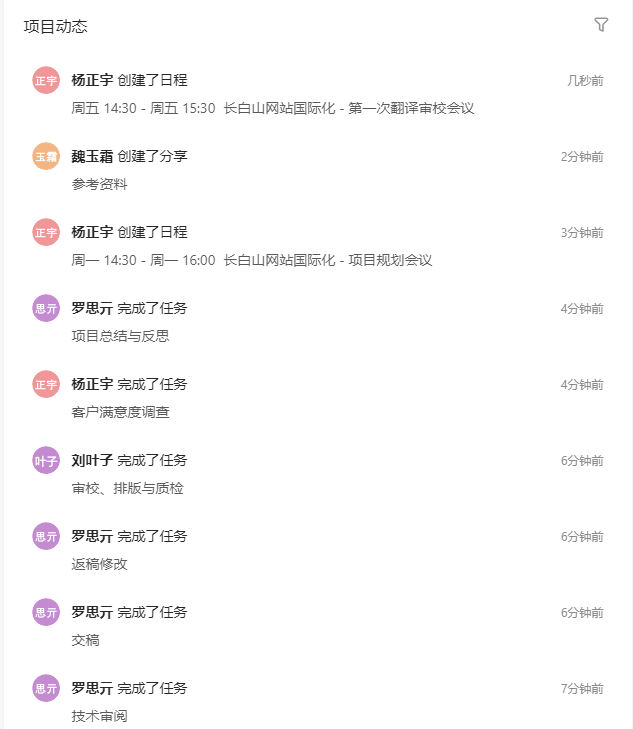 项目动态
正宇 杨正宇 创建了日程 几秒前
周五 14:30 - 周五 15:30 长白山网站国际化 - 第一次翻译审校会议
玉霜 魏玉霜 创建了分享 2分钟前
参考资料
正宇 杨正宇 创建了日程 3分钟前
周一 14:30 - 周一 16:00 长白山网站国际化 - 项目规划会议
思亓 罗思亓 完成了任务 4分钟前
项目总结与反思
正宇 杨正宇 完成了任务 4分钟前
客户满意度调查
叶子 刘叶子 完成了任务 6分钟前
审校、排版与质检
思亓 罗思亓 完成了任务 6分钟前
返稿修改
思亓 罗思亓 完成了任务 6分钟前
交稿
思亓 罗思亓 完成了任务 7分钟前
技术审阅